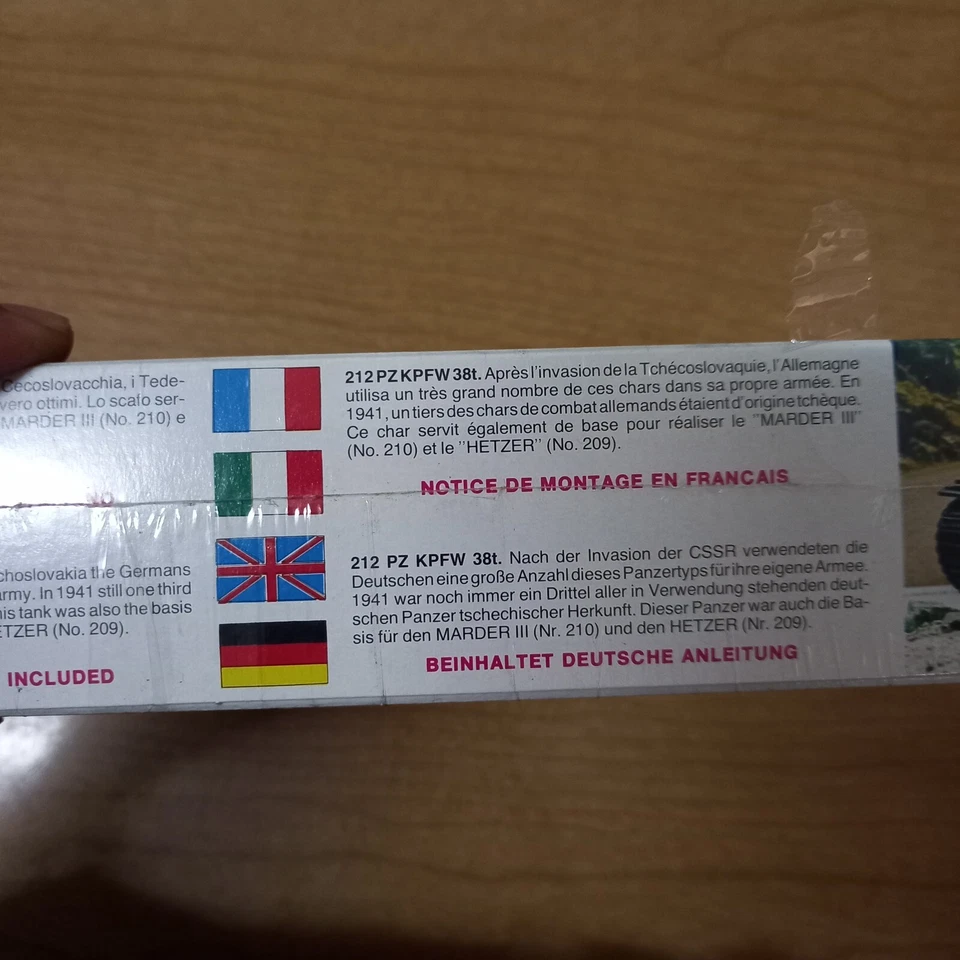 Cecoslovacchia, i Tede-
vero ottimi. Lo scafo ser-
MARDER III (No. 210) e
212 PZ KPFW 38t. Après l'invasion de la Tchécoslovaquie, l'Allemagne
utilisa un très grand nombre de ces chars dans sa propre armée. En
1941, un tiers des chars de combat allemands étaient d'origine tchèque.
Ce char servit également de base pour réaliser le "MARDER III"
(No. 210) et le "HETZER" (No. 209).
NOTICE DE MONTAGE EN FRANCAIS
choslovakia the Germans
army. In 1941 still one third
his tank was also the basis
ETZER (No. 209).
INCLUDED
212 PZ KPFW 38t. Nach der Invasion der CSSR verwendeten die
Deutschen eine große Anzahl dieses Panzertyps für ihre eigene Armee.
1941 war noch immer ein Drittel aller in Verwendung stehenden deut-
schen Panzer tschechischer Herkunft. Dieser Panzer war auch die Ba-
sis für den MARDER III (Nr. 210) und den HETZER (Nr. 209).
BEINHALTET DEUTSCHE ANLEITUNG